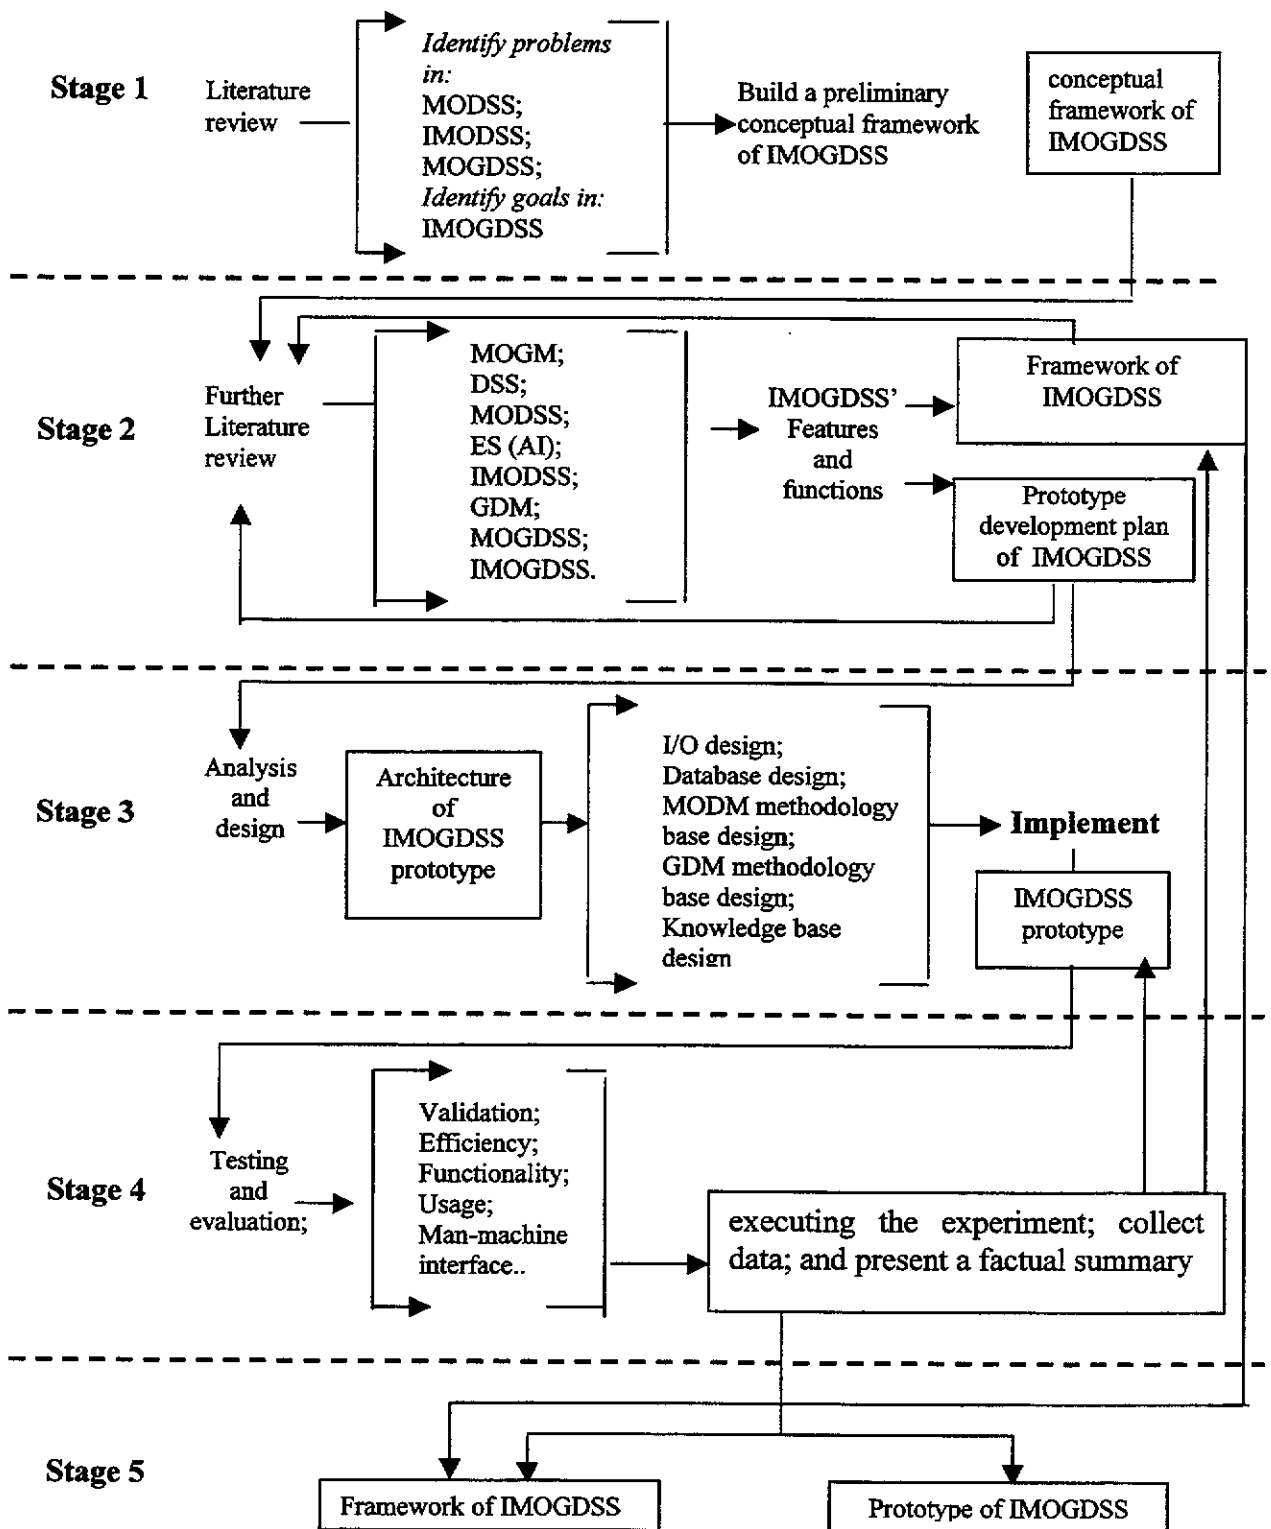 Stage 1
Literature
review
Identify problems
in:
MODSS;
IMODSS;
MOGDSS;
Identify goals in:
IMOGDSS
Build a preliminary
conceptual framework
of IMOGDSS
conceptual
framework of
IMOGDSS
Stage 2
Further
Literature
review
MOGM;
DSS;
MODSS;
ES (AI);
IMODSS;
GDM;
MOGDSS;
IMOGDSS.
IMOGDSS’
Features
and
functions
Framework of
IMOGDSS
Prototype
development plan
of IMOGDSS
Stage 3
Analysis
and
design
Architecture
of
IMOGDSS
prototype
I/O design;
Database design;
MODM methodology
base design;
GDM methodology
base design;
Knowledge base
design
Implement
IMOGDSS
prototype
Stage 4
Testing
and
evaluation;
Validation;
Efficiency;
Functionality;
Usage;
Man-machine
interface..
executing the experiment; collect
data; and present a factual summary
Stage 5
Framework of IMOGDSS
Prototype of IMOGDSS